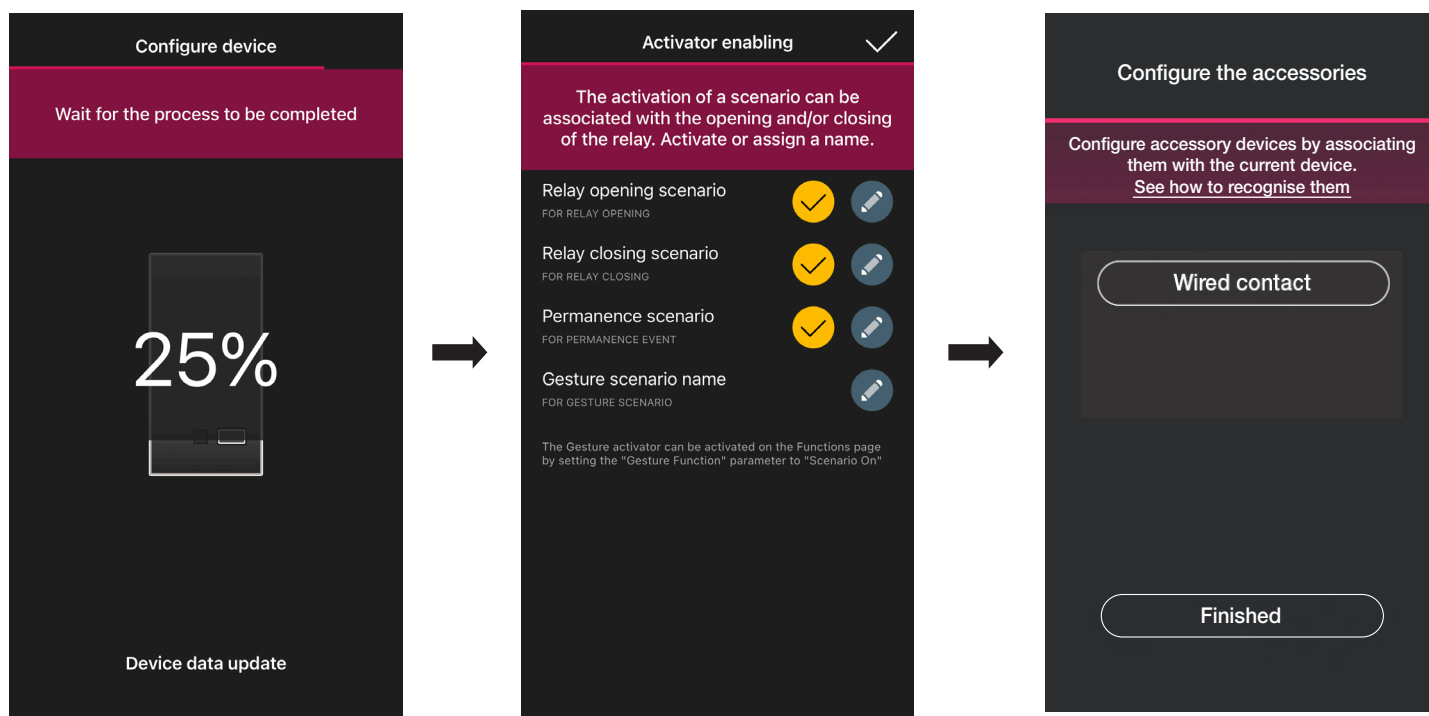 Configure device
Wait for the process to be completed
25%
Device data update
Activator enabling
The activation of a scenario can be
associated with the opening and/or closing
of the relay. Activate or assign a name.
Relay opening scenario
FOR RELAY OPENING
Relay closing scenario
FOR RELAY CLOSING
Permanence scenario
FOR PERMANENCE EVENT
Gesture scenario name
FOR GESTURE SCENARIO
The Gesture activator can be activated on the Functions page
by setting the "Gesture Function" parameter to "Scenario On"
Configure the accessories
Configure accessory devices by associating
them with the current device.
See how to recognise them
Wired contact
Finished